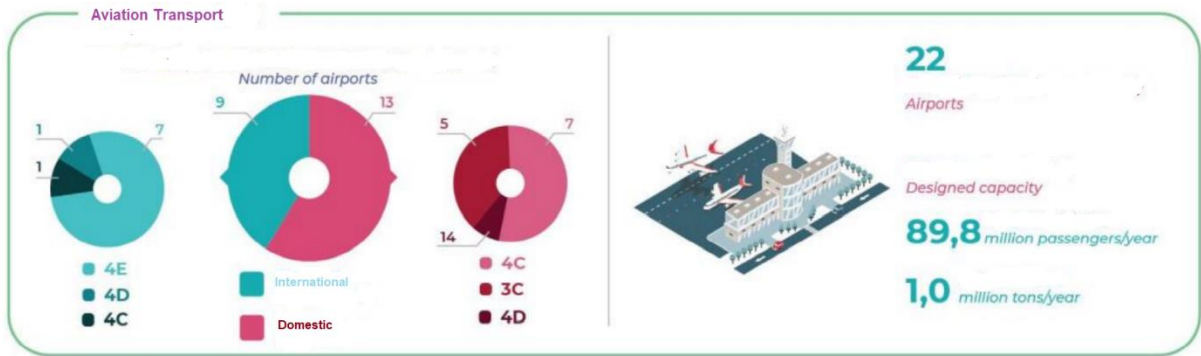 Aviation Transport
Number of airports
9
13
1
7
1
4E
4D
4C
International
Domestic
5
7
14
4C
3C
4D
22
Airports
Designed capacity
89,8 million passengers/year
1,0 million tons/year